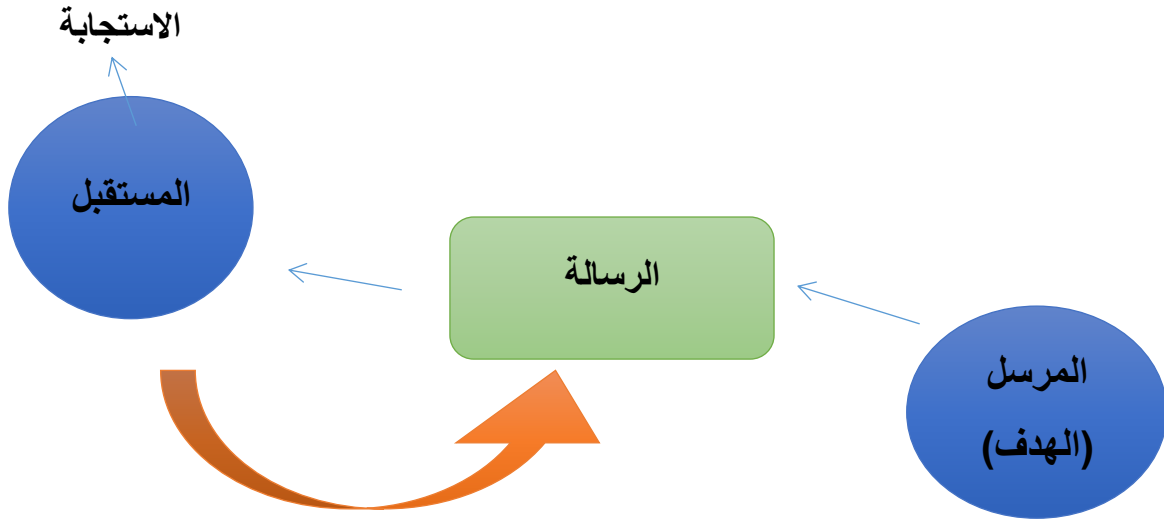 الاستجابة
المستقبل
الرسالة
المرسل
(الهدف)